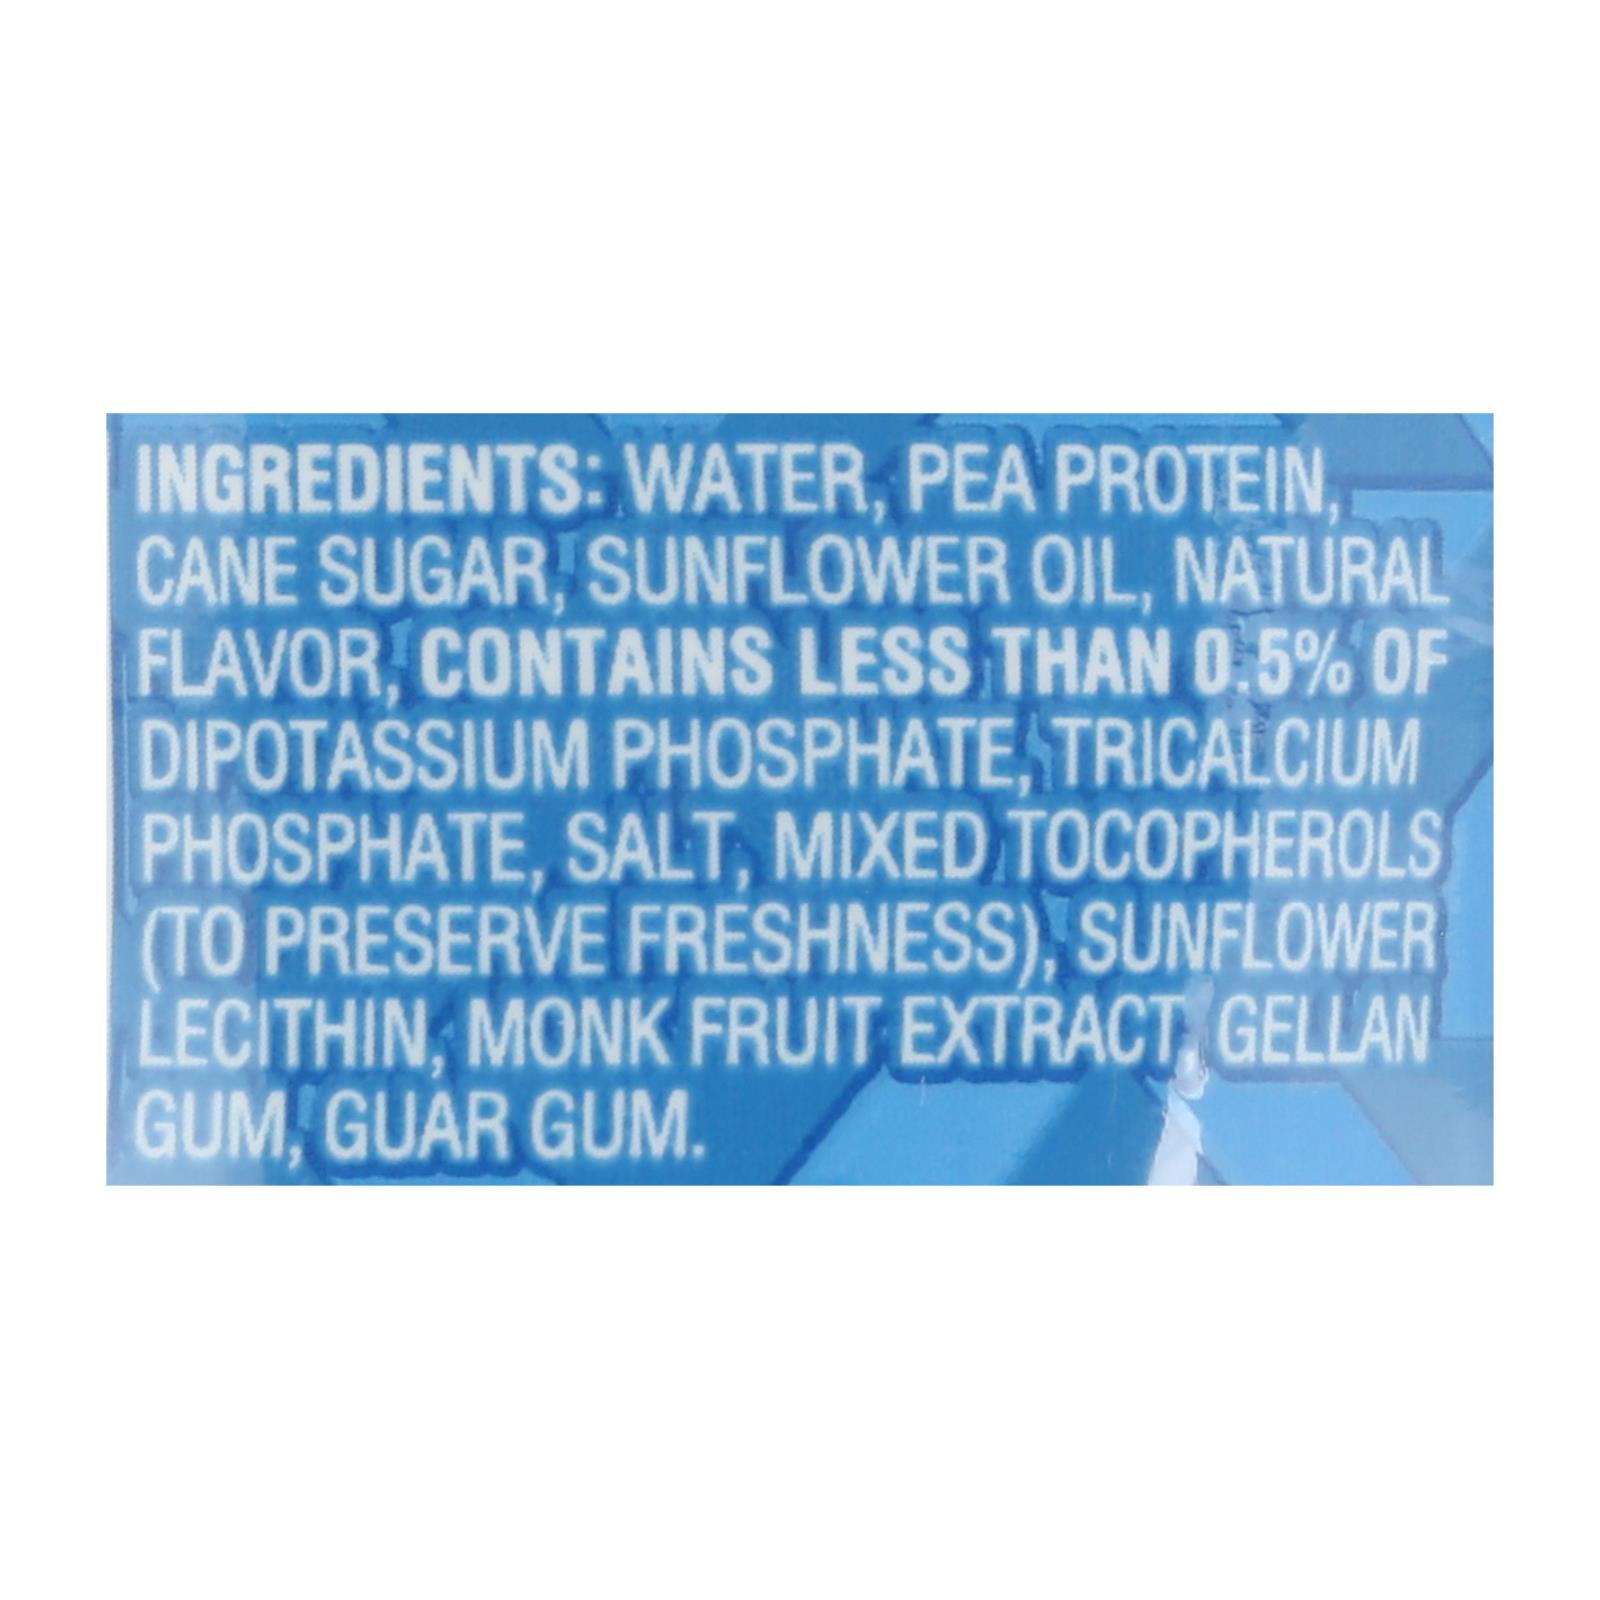 INGREDIENTS: WATER, PEA PROTEIN,
CANE SUGAR, SUNFLOWER OIL, NATURAL
FLAVOR, CONTAINS LESS THAN 0.5% OF
DIPOTASSIUM PHOSPHATE, TRICALCIUM
PHOSPHATE, SALT, MIXED TOCOPHEROLS
(TO PRESERVE FRESHNESS), SUNFLOWER
LECITHIN, MONK FRUIT EXTRACT, GELLAN
GUM, GUAR GUM.